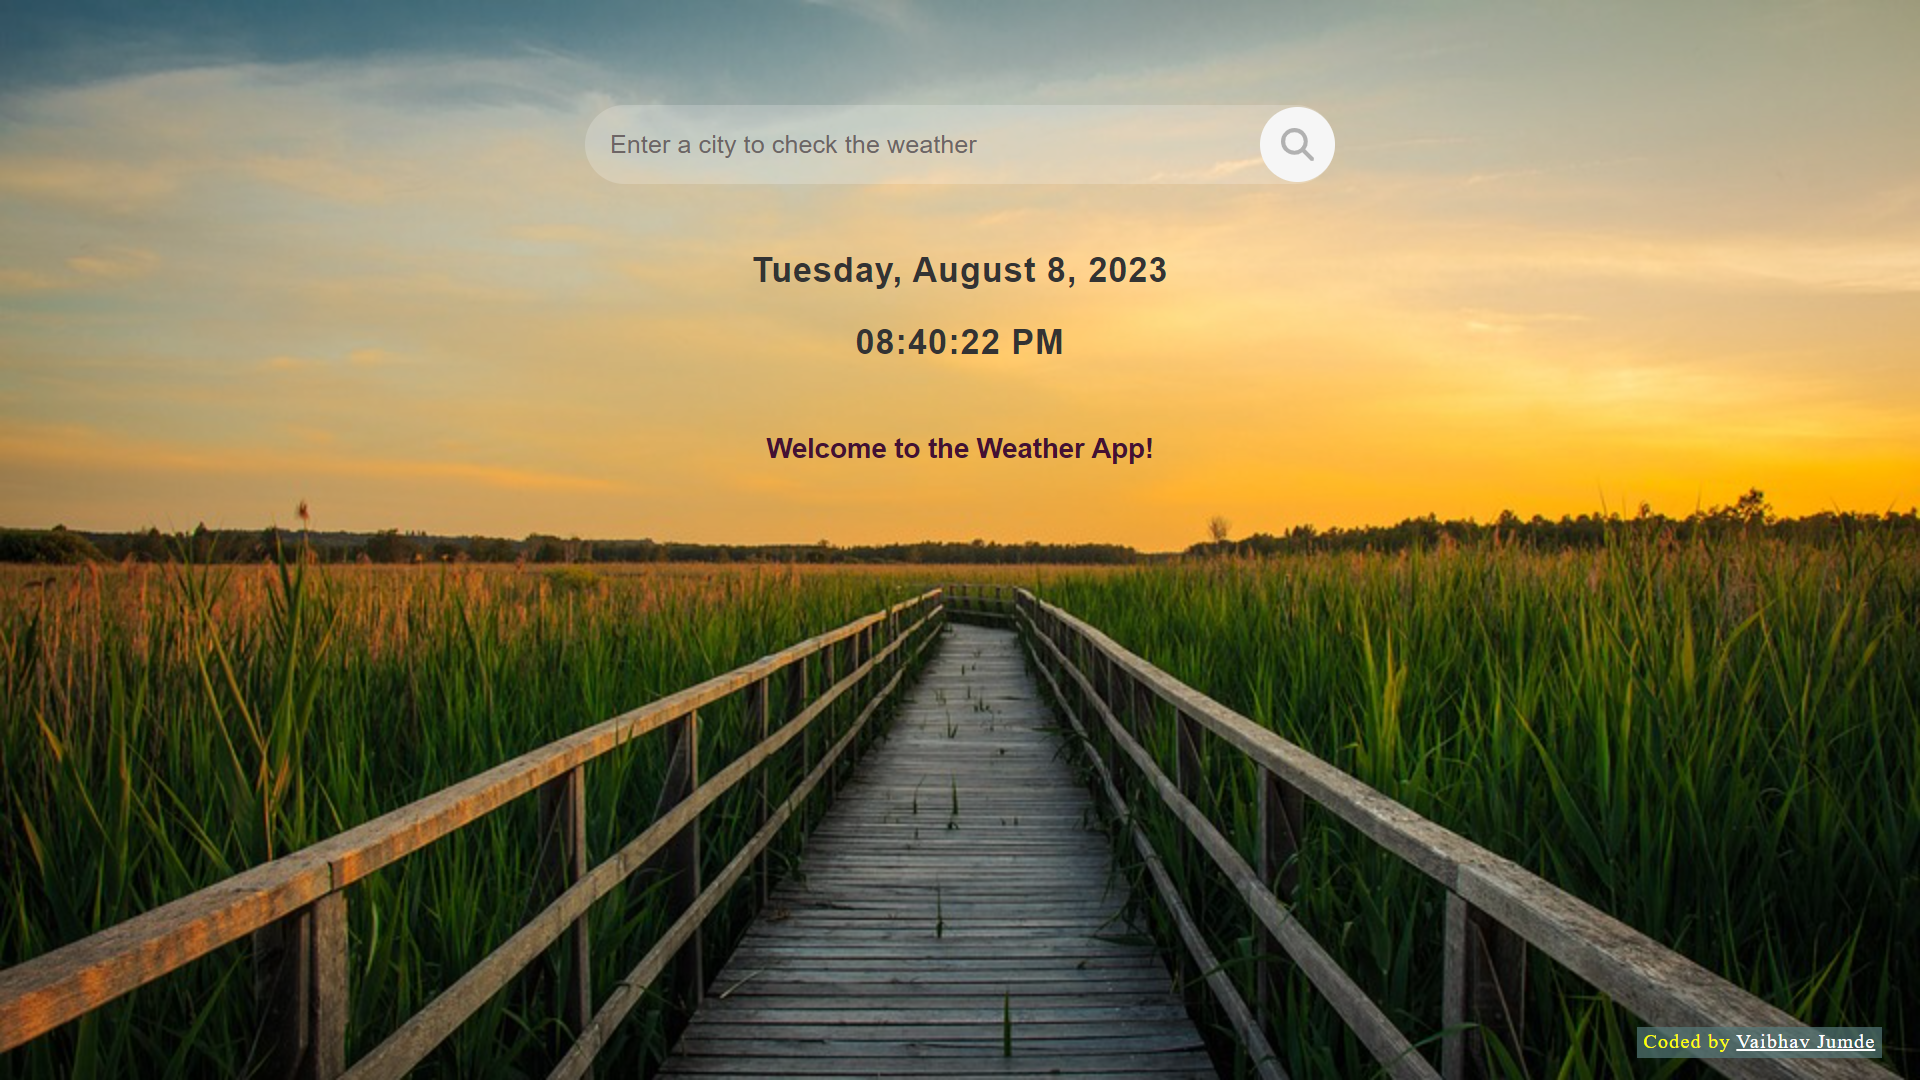 Enter a city to check the weather
Tuesday, August 8, 2023
08:40:22 PM
Welcome to the Weather App!
Coded by Vaibhav Jumde